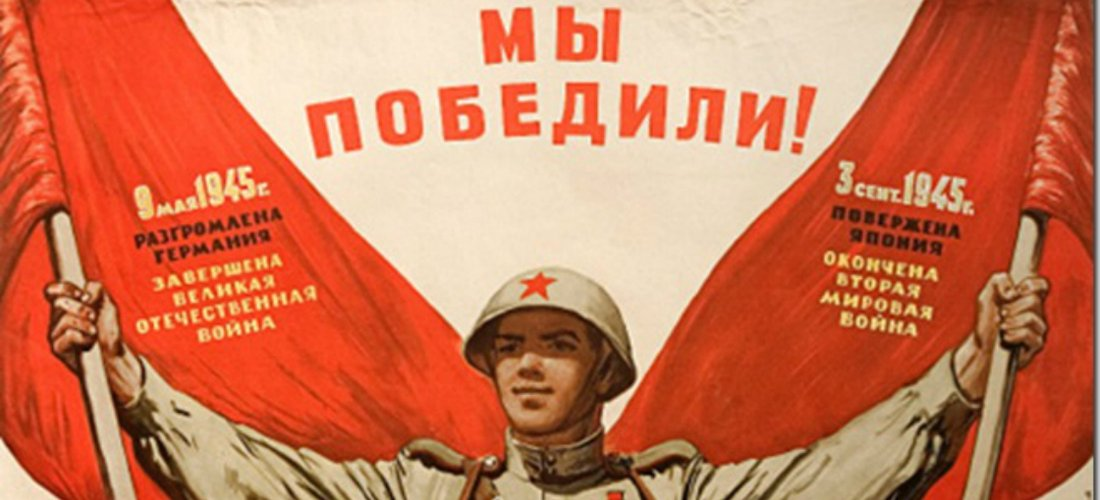 МЫ
ПОБЕДИЛИ!
9 МАЯ 1945 г.
РАЗГРОМЛЕНА
ГЕРМАНИЯ
ЗАВЕРШЕНА
ВЕЛИКАЯ
ОТЕЧЕСТВЕННАЯ
ВОЙНА
3 СЕНТ. 1945 г.
ПОВЕРЖЕНА
ЯПОНИЯ
ОКОНЧЕНА
ВТОРАЯ
МИРОВАЯ
ВОЙНА